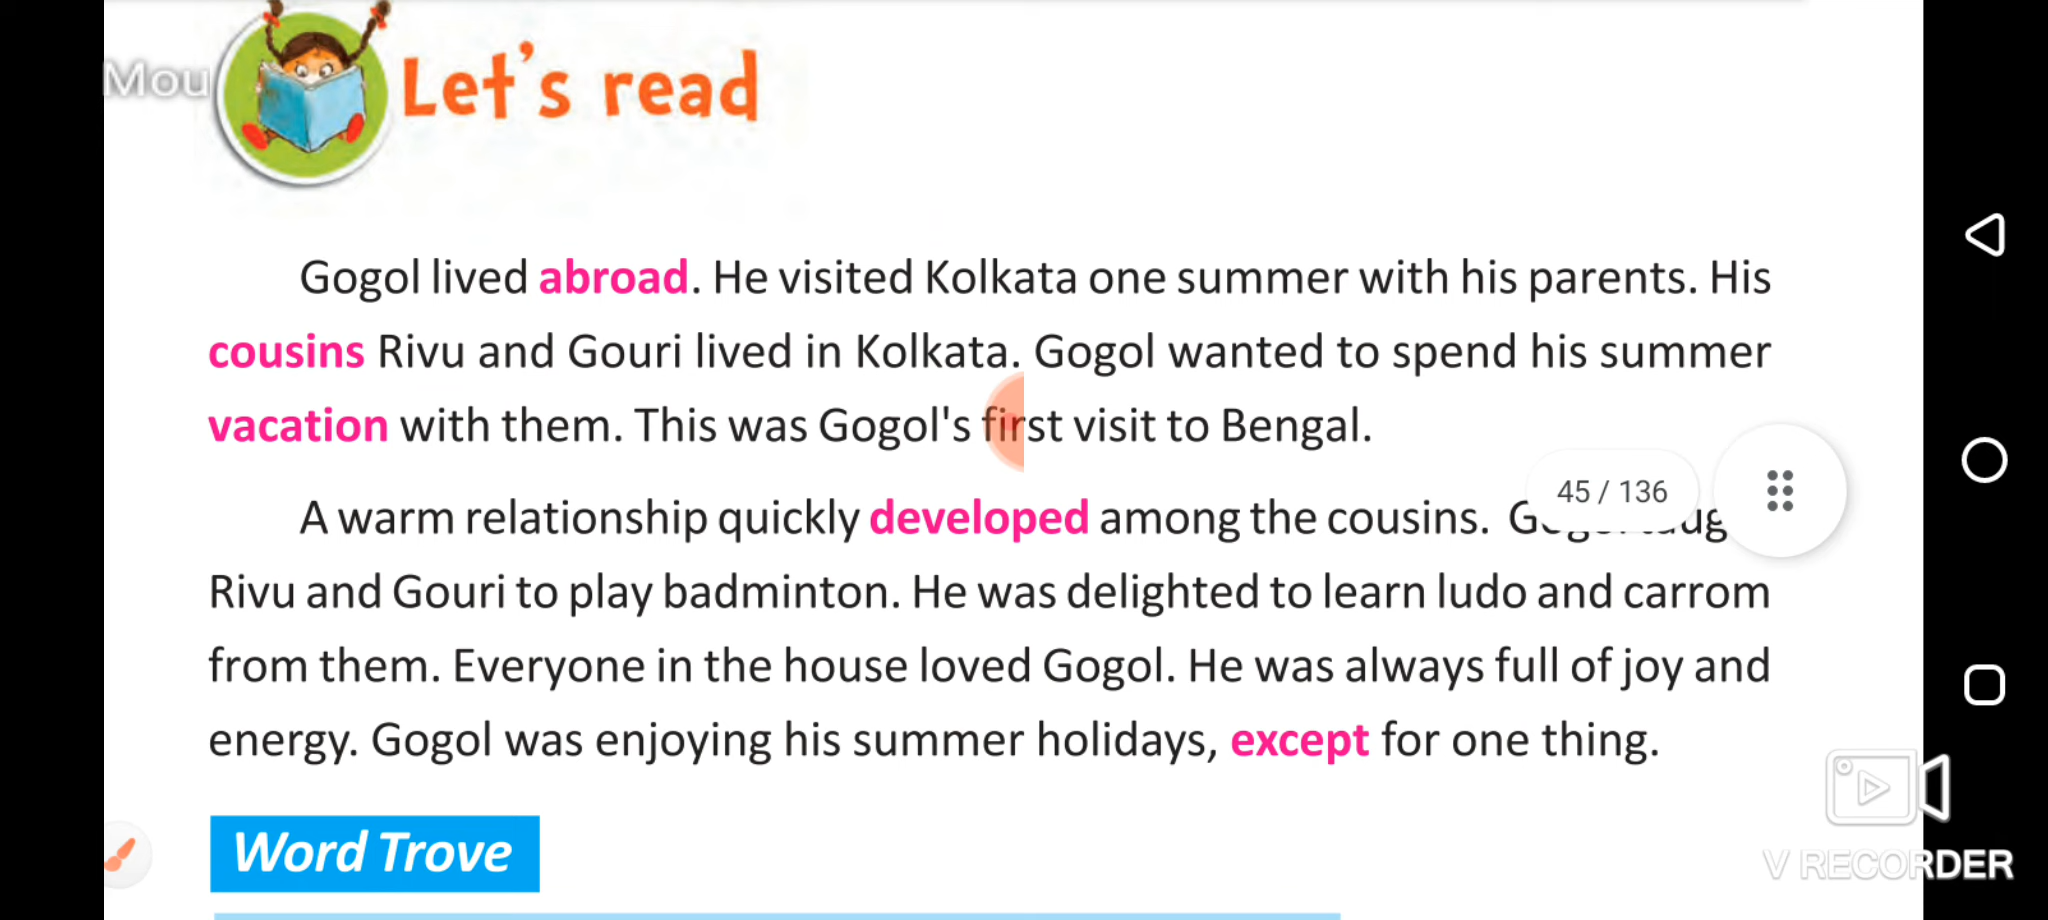 Mou
Let's read
Gogol lived abroad. He visited Kolkata one summer with his parents. His
cousins Rivu and Gouri lived in Kolkata. Gogol wanted to spend his summer
vacation with them. This was Gogol's first visit to Bengal.
45 / 136
A warm relationship quickly developed among the cousins.
Rivu and Gouri to play badminton. He was delighted to learn ludo and carrom
from them. Everyone in the house loved Gogol. He was always full of joy and
energy. Gogol was enjoying his summer holidays, except for one thing.
Word Trove
V RECORDER